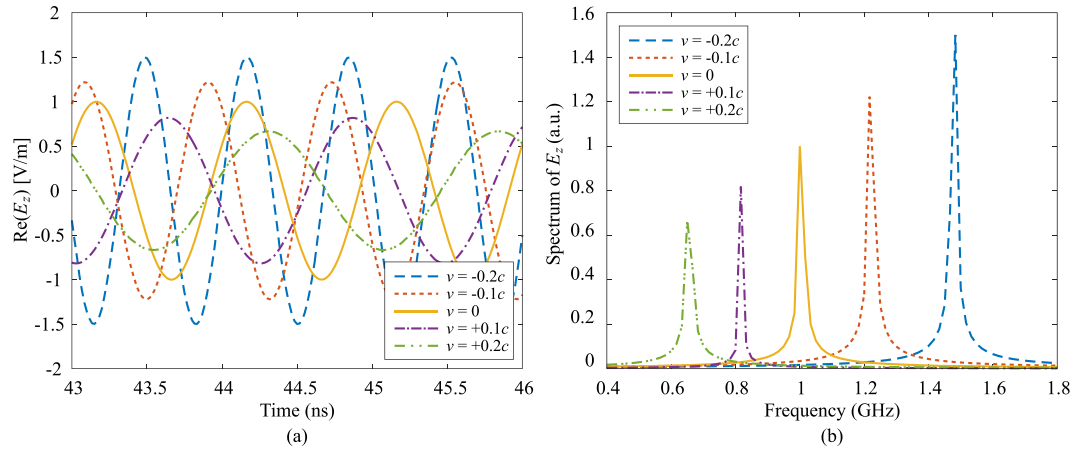 2
1.5
1
0.5
0
-0.5
-1
-1.5
-2
Re(E_z) [V/m]
43
43.5
44
44.5
45
45.5
46
Time (ns)
v = -0.2c
v = -0.1c
v = 0
v = +0.1c
v = +0.2c
(a)
1.6
1.4
1.2
1
0.8
0.6
0.4
0.2
0
Spectrum of E_z (a.u.)
v = -0.2c
v = -0.1c
v = 0
v = +0.1c
v = +0.2c
0.4
0.6
0.8
1
1.2
1.4
1.6
1.8
Frequency (GHz)
(b)